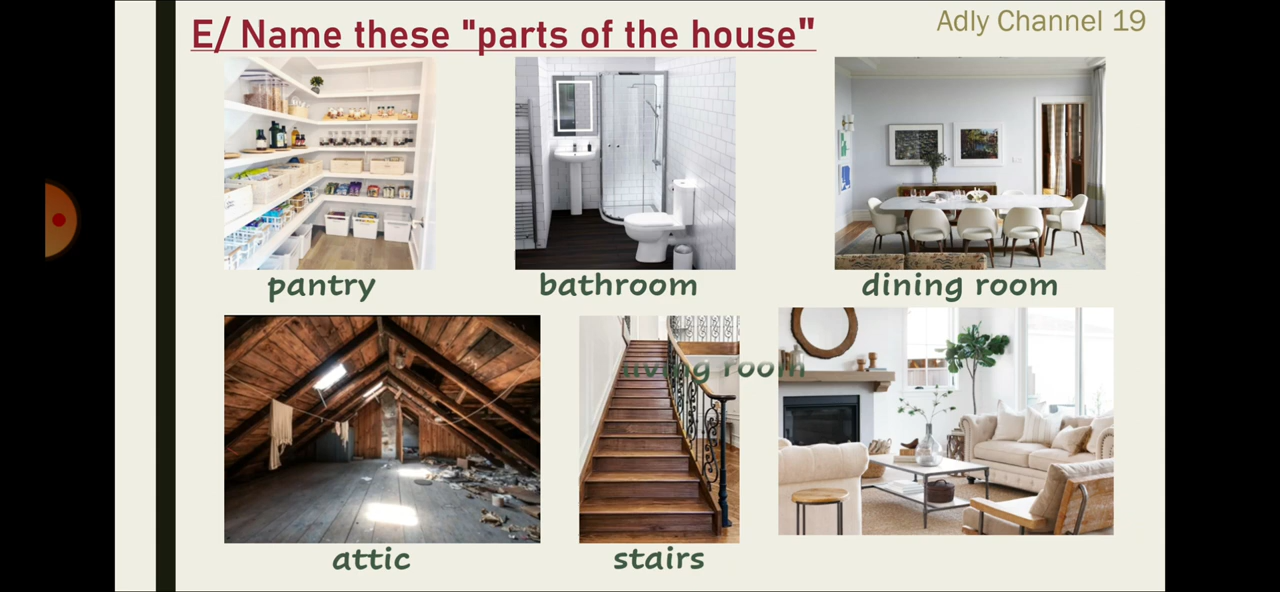 E/ Name these "parts of the house"
Adly Channel 19
pantry
bathroom
dining room
living room
attic
stairs